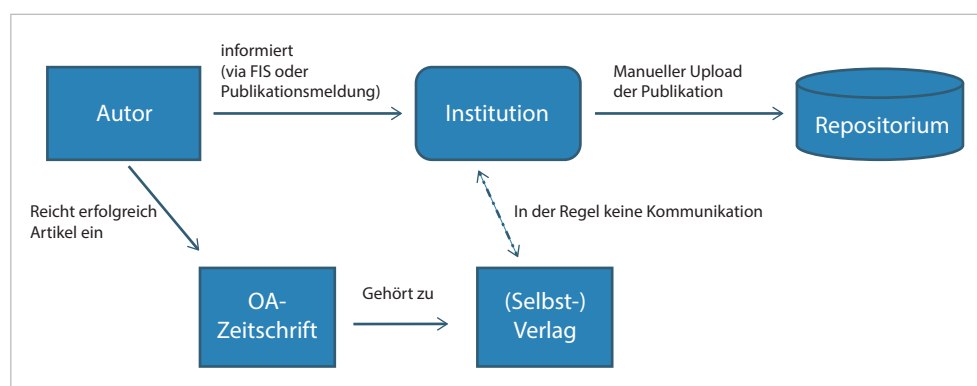 informiert
(via FIS oder
Publikationsmeldung)
Manueller Upload
der Publikation
Autor
Institution
Repositorium
Reicht erfolgreich
Artikel ein
In der Regel keine Kommunikation
OA-
Zeitschrift
Gehört zu
(Selbst-)
Verlag